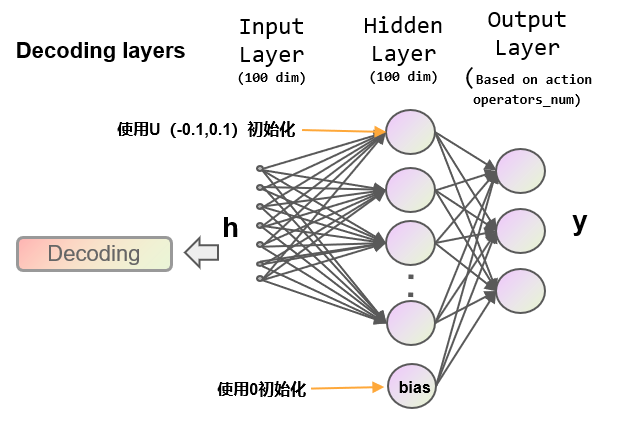 Decoding layers
Input
Layer
(100 dim)
Hidden
Layer
(100 dim)
Output
Layer
(Based on action
operators_num)
使用U（-0.1,0.1）初始化
h
y
Decoding
使用0初始化
bias